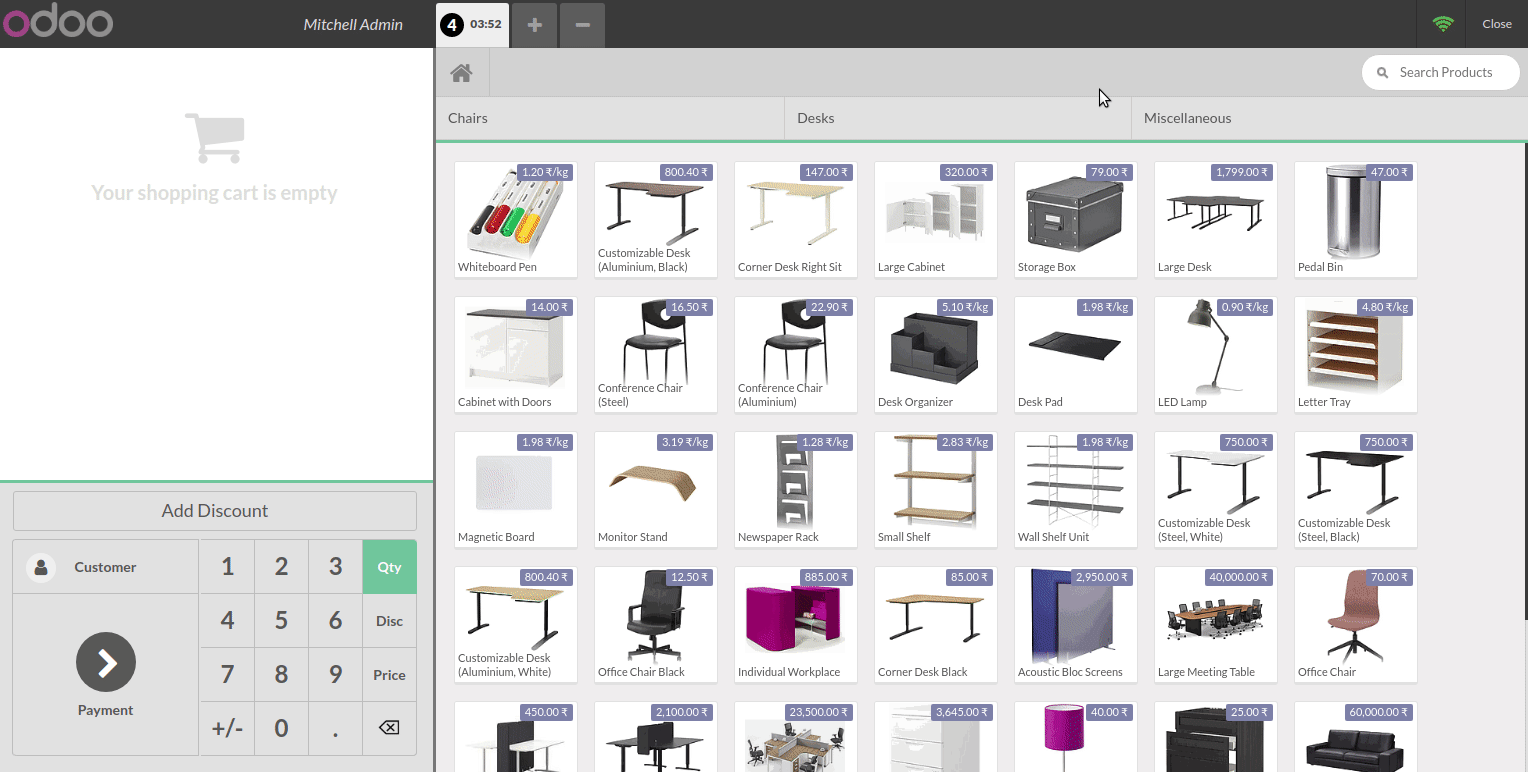 odoo
Mitchell Admin
4 03:52
Close
Search Products
Chairs
Desks
Miscellaneous
Your shopping cart is empty
1.20 ₹/kg
Whiteboard Pen
800.40 ₹
Customizable Desk
(Aluminium, Black)
147.00 ₹
Corner Desk Right Sit
320.00 ₹
Large Cabinet
79.00 ₹
Storage Box
1,799.00 ₹
Large Desk
47.00 ₹
Pedal Bin
14.00 ₹
Cabinet with Doors
16.50 ₹
Conference Chair
(Steel)
22.90 ₹
Conference Chair
(Aluminium)
5.10 ₹/kg
Desk Organizer
1.98 ₹/kg
Desk Pad
0.90 ₹/kg
LED Lamp
4.80 ₹/kg
Letter Tray
1.98 ₹/kg
Magnetic Board
3.19 ₹/kg
Monitor Stand
1.28 ₹/kg
Newspaper Rack
2.83 ₹/kg
Small Shelf
1.98 ₹/kg
Wall Shelf Unit
750.00 ₹
Customizable Desk
(Steel, White)
750.00 ₹
Customizable Desk
(Steel, Black)
800.40 ₹
Customizable Desk
(Aluminium, White)
12.50 ₹
Office Chair Black
885.00 ₹
Individual Workplace
85.00 ₹
Corner Desk Black
2,950.00 ₹
Acoustic Bloc Screens
40,000.00 ₹
Large Meeting Table
70.00 ₹
Office Chair
450.00 ₹
2,100.00 ₹
23,500.00 ₹
3,645.00 ₹
40.00 ₹
25.00 ₹
60,000.00 ₹
Add Discount
Customer
1 2 3 Qty
4 5 6 Disc
7 8 9 Price
Payment
+/- 0 .